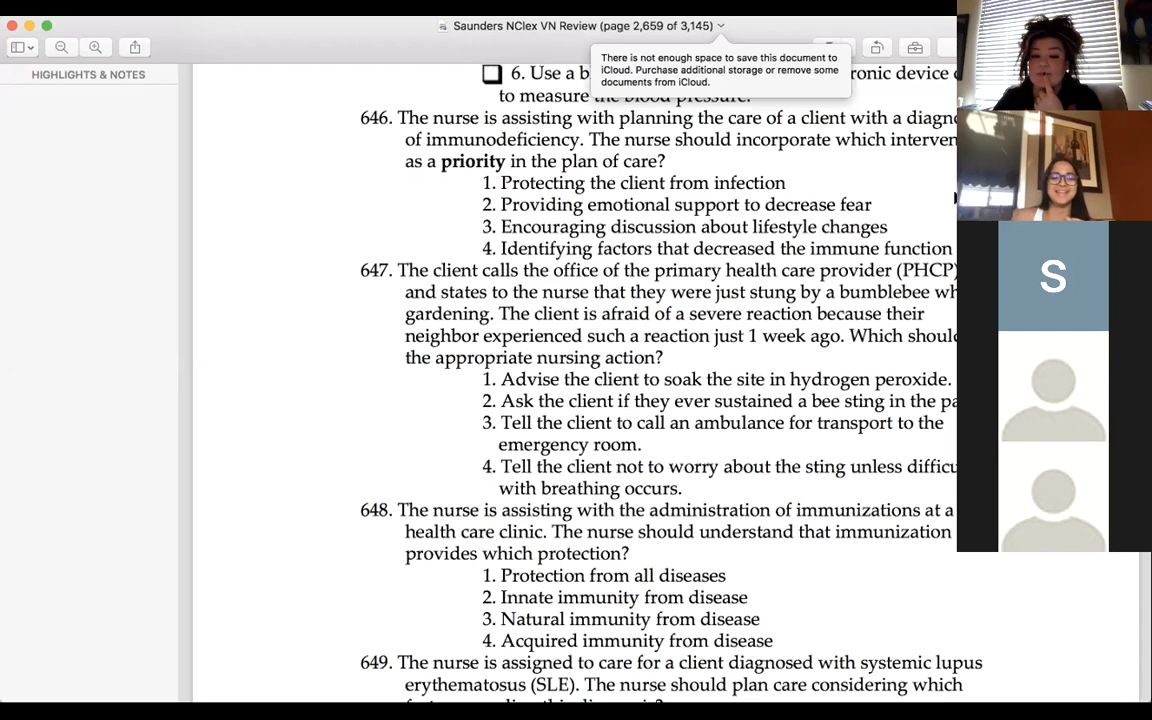 Saunders NClex VN Review (page 2,659 of 3,145)
There is not enough space to save this document to
iCloud. Purchase additional storage or remove some
documents from iCloud.
HIGHLIGHTS & NOTES
6. Use a b ronic device
to measure the blood pressure.
646. The nurse is assisting with planning the care of a client with a diagn
of immunodeficiency. The nurse should incorporate which interven
as a priority in the plan of care?
1. Protecting the client from infection
2. Providing emotional support to decrease fear
3. Encouraging discussion about lifestyle changes
4. Identifying factors that decreased the immune function
647. The client calls the office of the primary health care provider (PHCP)
and states to the nurse that they were just stung by a bumblebee wh
gardening. The client is afraid of a severe reaction because their
neighbor experienced such a reaction just 1 week ago. Which should
the appropriate nursing action?
1. Advise the client to soak the site in hydrogen peroxide.
2. Ask the client if they ever sustained a bee sting in the pa
3. Tell the client to call an ambulance for transport to the
emergency room.
4. Tell the client not to worry about the sting unless difficu
with breathing occurs.
648. The nurse is assisting with the administration of immunizations at a
health care clinic. The nurse should understand that immunization
provides which protection?
1. Protection from all diseases
2. Innate immunity from disease
3. Natural immunity from disease
4. Acquired immunity from disease
649. The nurse is assigned to care for a client diagnosed with systemic lupus
erythematosus (SLE). The nurse should plan care considering which
S